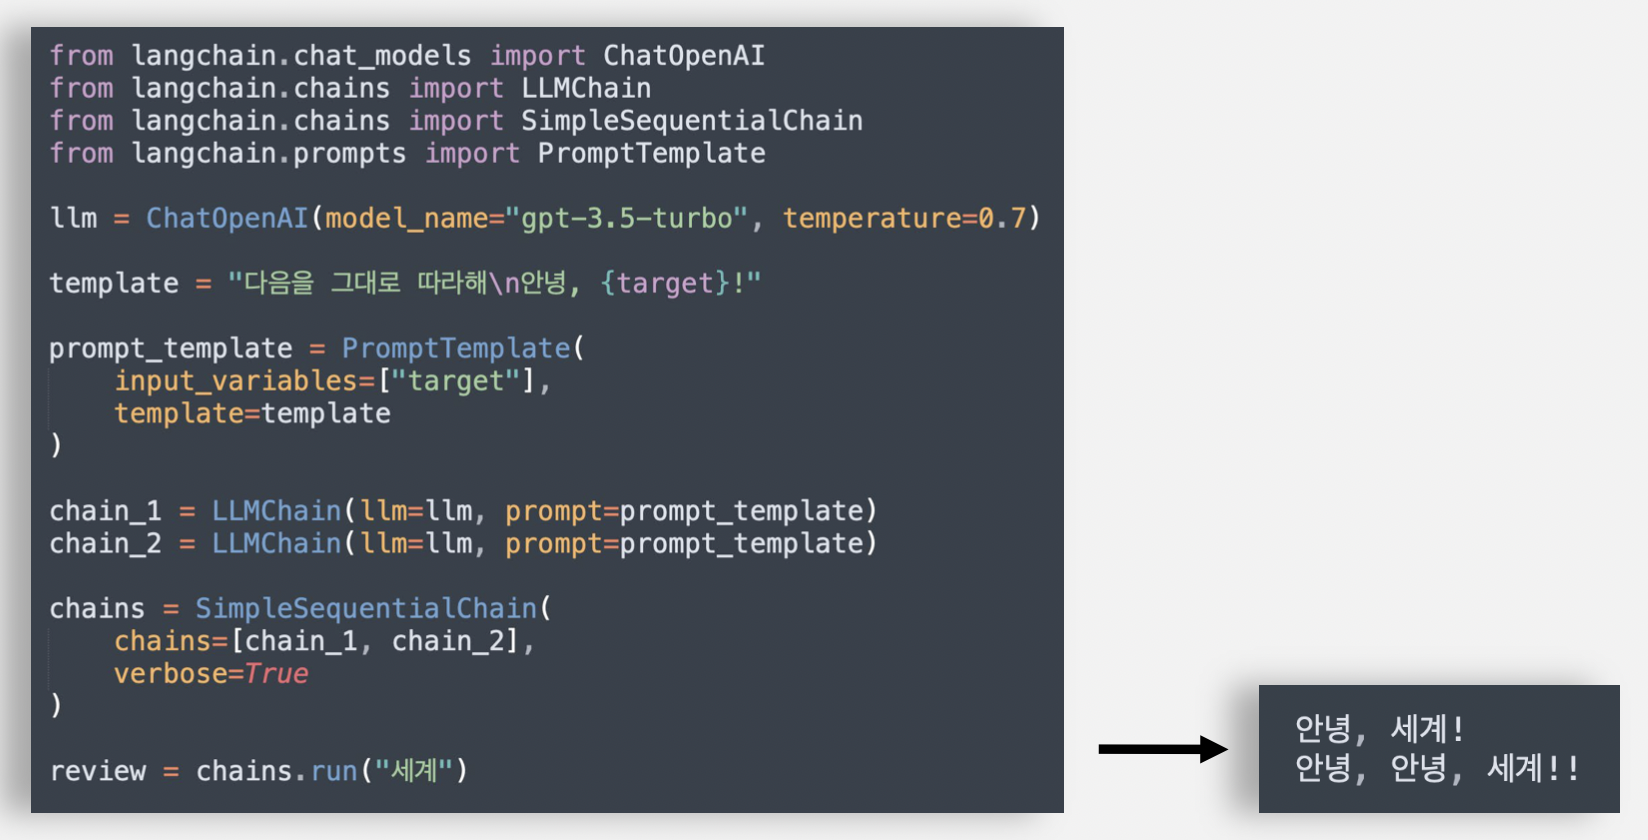 from langchain.chat_models import ChatOpenAI
from langchain.chains import LLMChain
from langchain.chains import SimpleSequentialChain
from langchain.prompts import PromptTemplate
llm = ChatOpenAI(model_name="gpt-3.5-turbo", temperature=0.7)
template = "다음을 그대로 따라해\n안녕, {target}!"
prompt_template = PromptTemplate(
    input_variables=["target"],
    template=template
)
chain_1 = LLMChain(llm=llm, prompt=prompt_template)
chain_2 = LLMChain(llm=llm, prompt=prompt_template)
chains = SimpleSequentialChain(
    chains=[chain_1, chain_2],
    verbose=True
)
review = chains.run("세계")
안녕, 세계!
안녕, 안녕, 세계!!